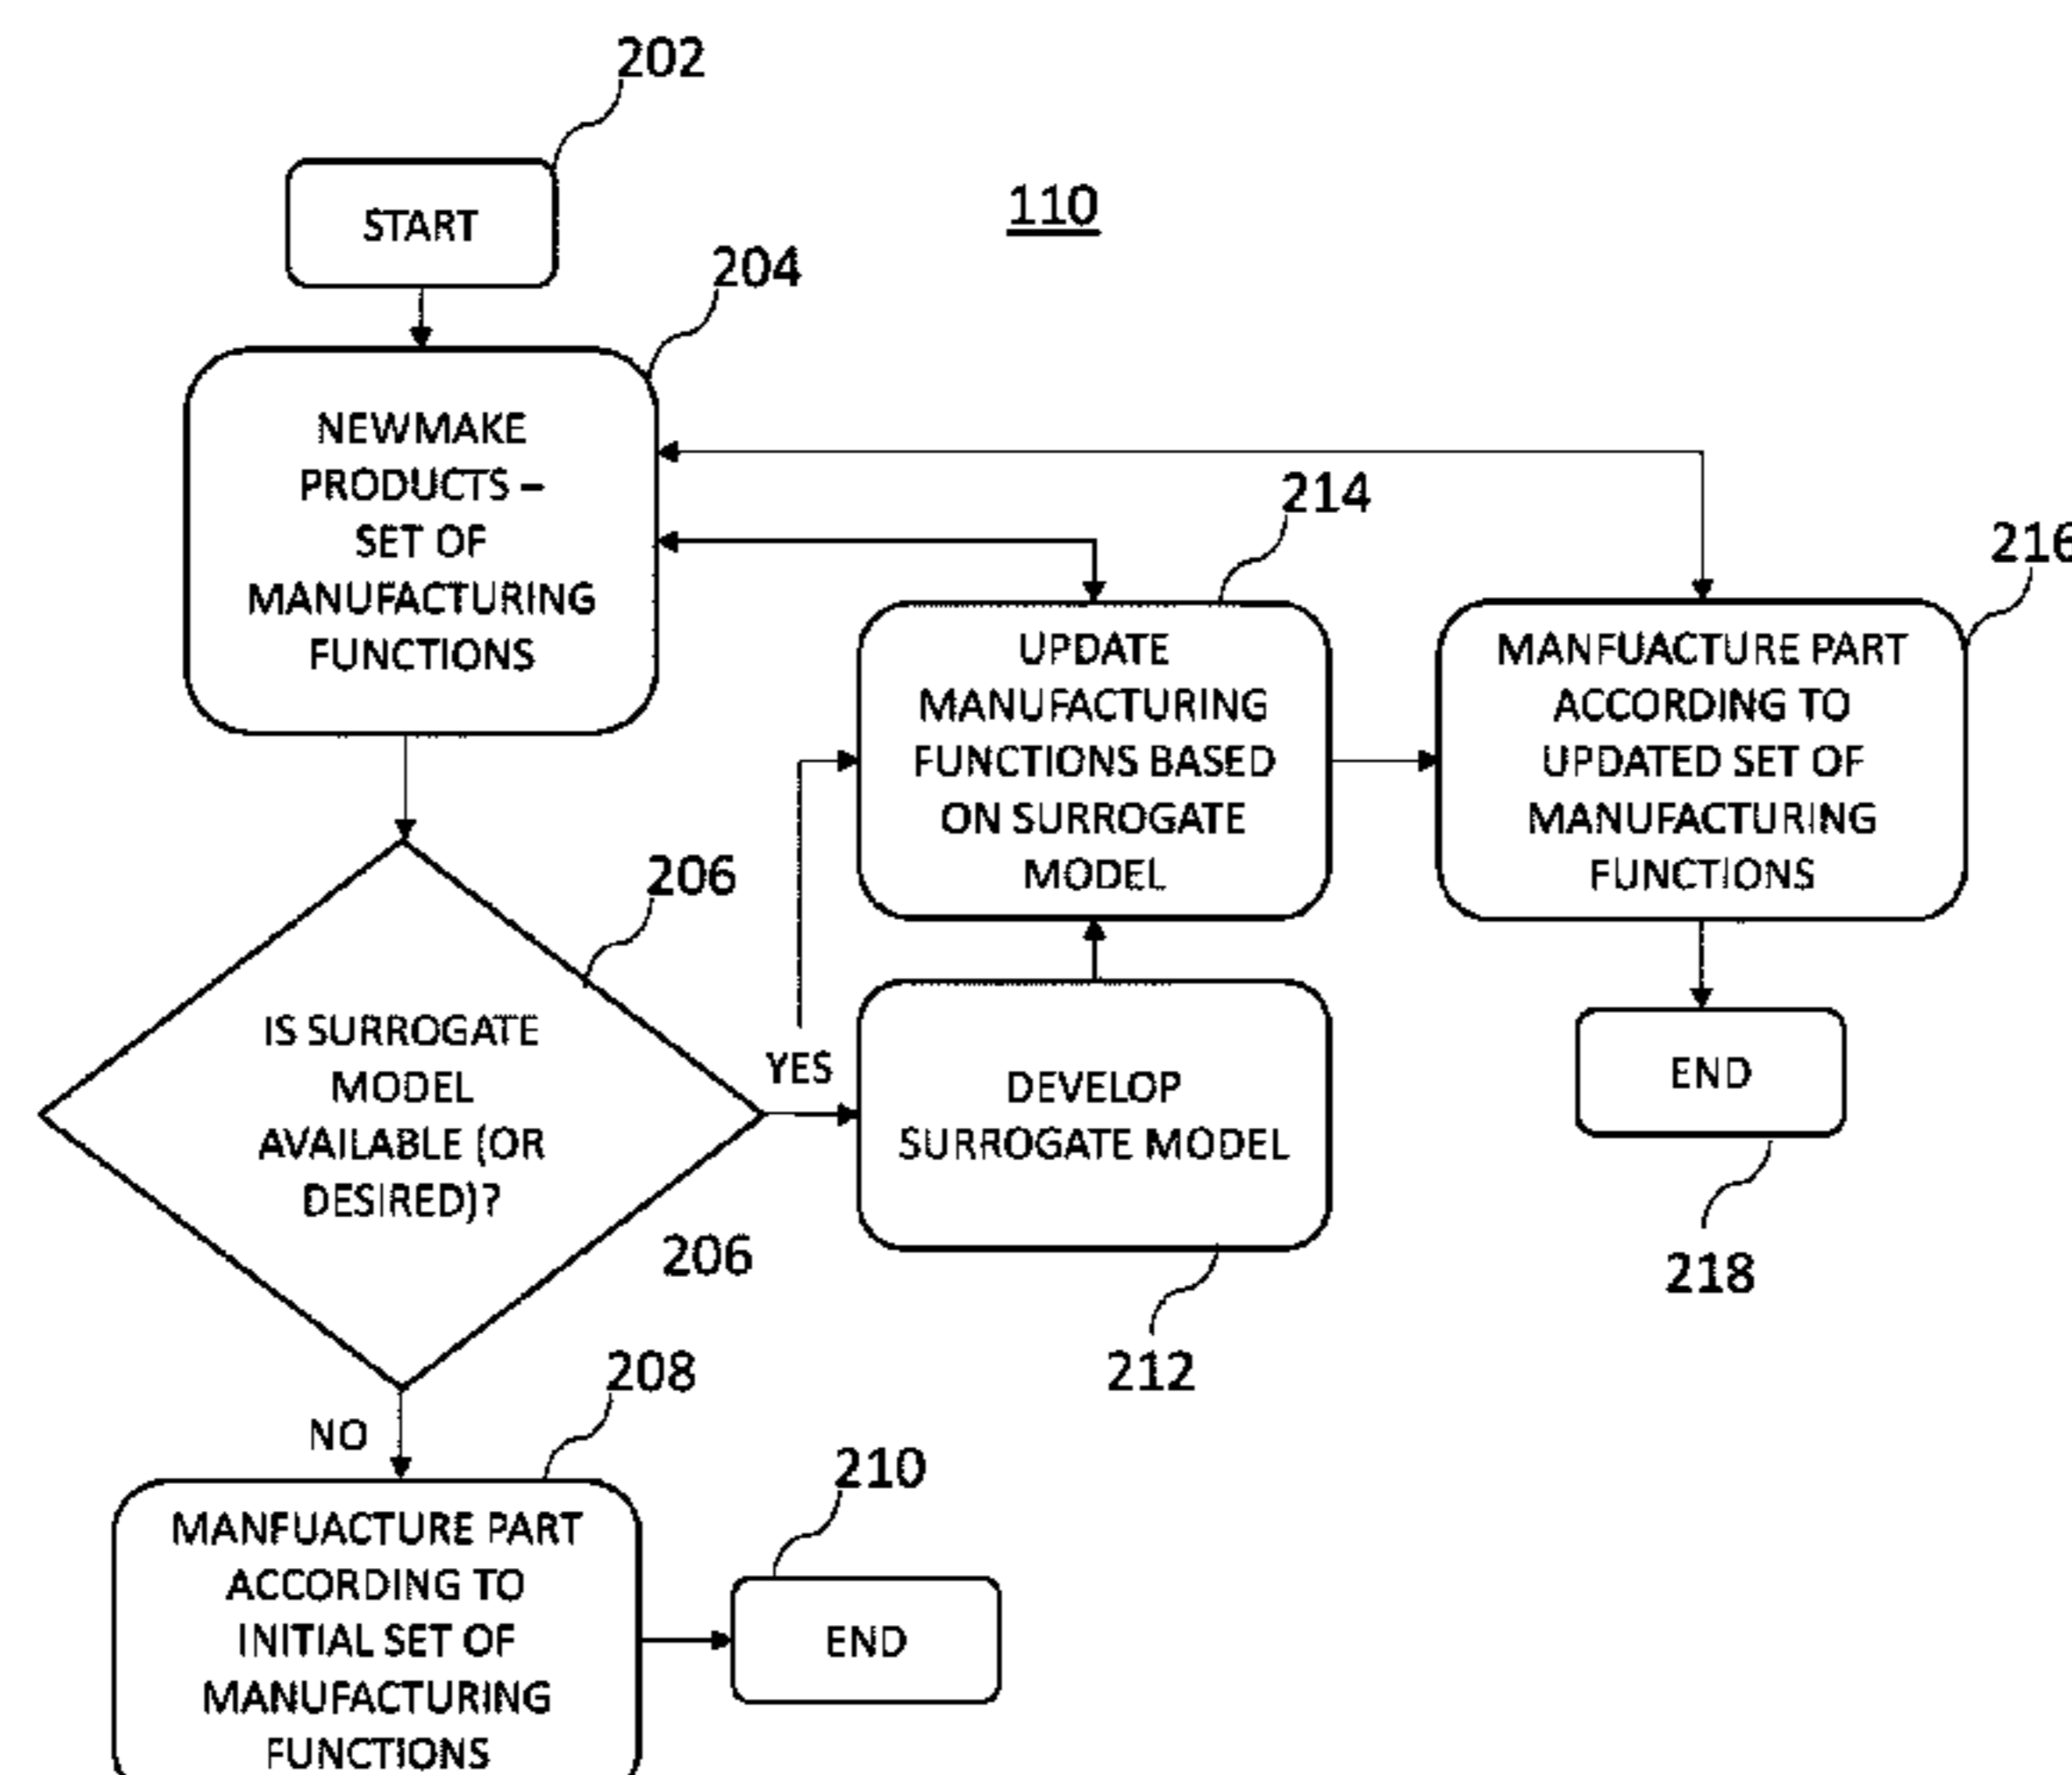 202
START
110
204
NEWMAKE
PRODUCTS –
SET OF
MANUFACTURING
FUNCTIONS
214
216
UPDATE
MANUFACTURING
FUNCTIONS BASED
ON SURROGATE
MODEL
MANFUACTURE PART
ACCORDING TO
UPDATED SET OF
MANUFACTURING
FUNCTIONS
206
IS SURROGATE
MODEL
AVAILABLE (OR
DESIRED)?
YES
DEVELOP
SURROGATE MODEL
END
206
218
212
208
NO
210
MANFUACTURE PART
ACCORDING TO
INITIAL SET OF
MANUFACTURING
FUNCTIONS
END